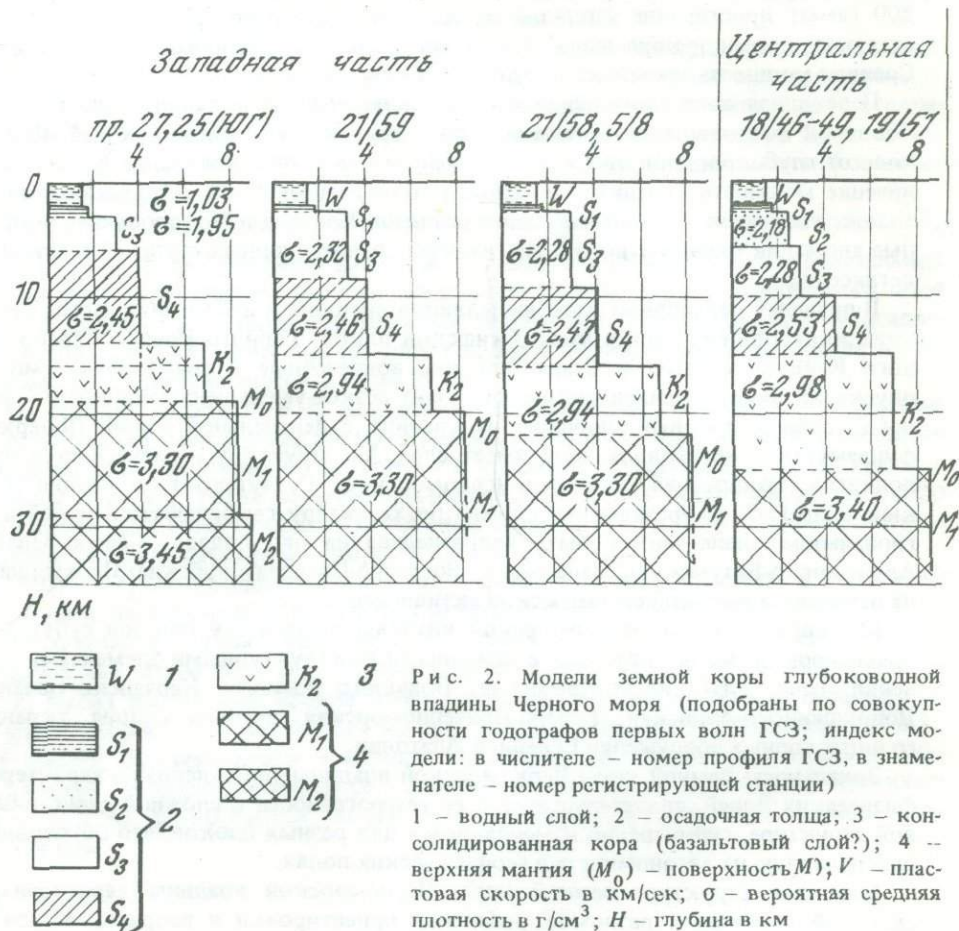 Западная часть
Центральная часть
пр. 27,25(ЮГ) 21/59 21/58, 5/8 18/46-49, 19/51
4 8 4 8 4 8 4 8
0
10
20
30
H, км
W
б=1,03
б=1,95
S3
S4
б=2,45
K2
M0
M1
б=3,30
M2
б=3,45
W
S1
б=2,32
S3
б=2,46
S4
б=2,94
K2
M0
б=3,30
M1
W
S1
б=2,28
S3
б=2,47
S4
б=2,94
K2
M0
б=3,30
M1
W
S1
б=2,18
S2
б=2,28
S3
б=2,53
S4
б=2,98
K2
M0
б=3,40
M1
W 1
S1
S2
S3
S4
2
K2 3
M1
M2
4
Рис. 2. Модели земной коры глубоководной
впадины Черного моря (подобраны по совокуп-
ности годографов первых волн ГСЗ; индекс мо-
дели: в числителе – номер профиля ГСЗ, в знаме-
нателе – номер регистрирующей станции)
1 – водный слой; 2 – осадочная толща; 3 – кон-
солидированная кора (базальтовый слой?); 4 –
верхняя мантия (M0) – поверхность M); V – плас-
товая скорость в км/сек; σ – вероятная средняя
плотность в г/см³; H – глубина в км